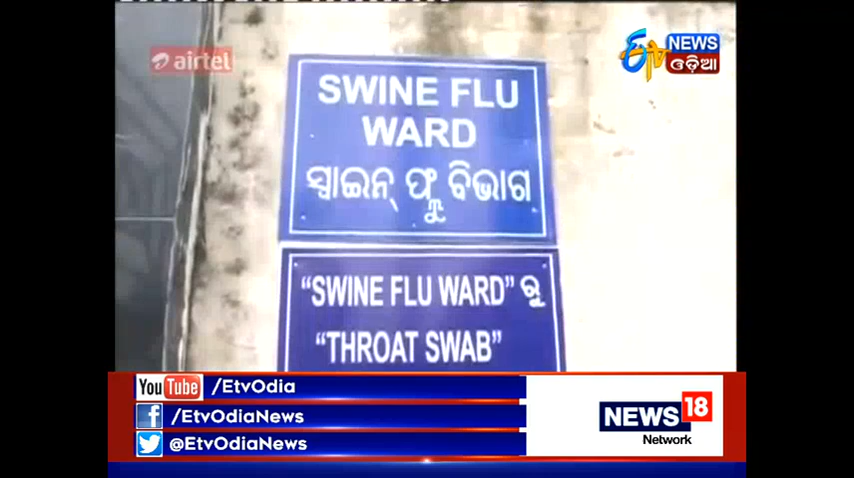 airtel
ETV NEWS
ଓଡ଼ିଆ
SWINE FLU
WARD
ସ୍ୱାଇନ୍ ଫ୍ଲୁ ବିଭାଗ
“SWINE FLU WARD” ରୁ
“THROAT SWAB”
YouTube /EtvOdia
f /EtvOdiaNews
@EtvOdiaNews
NEWS 18
Network